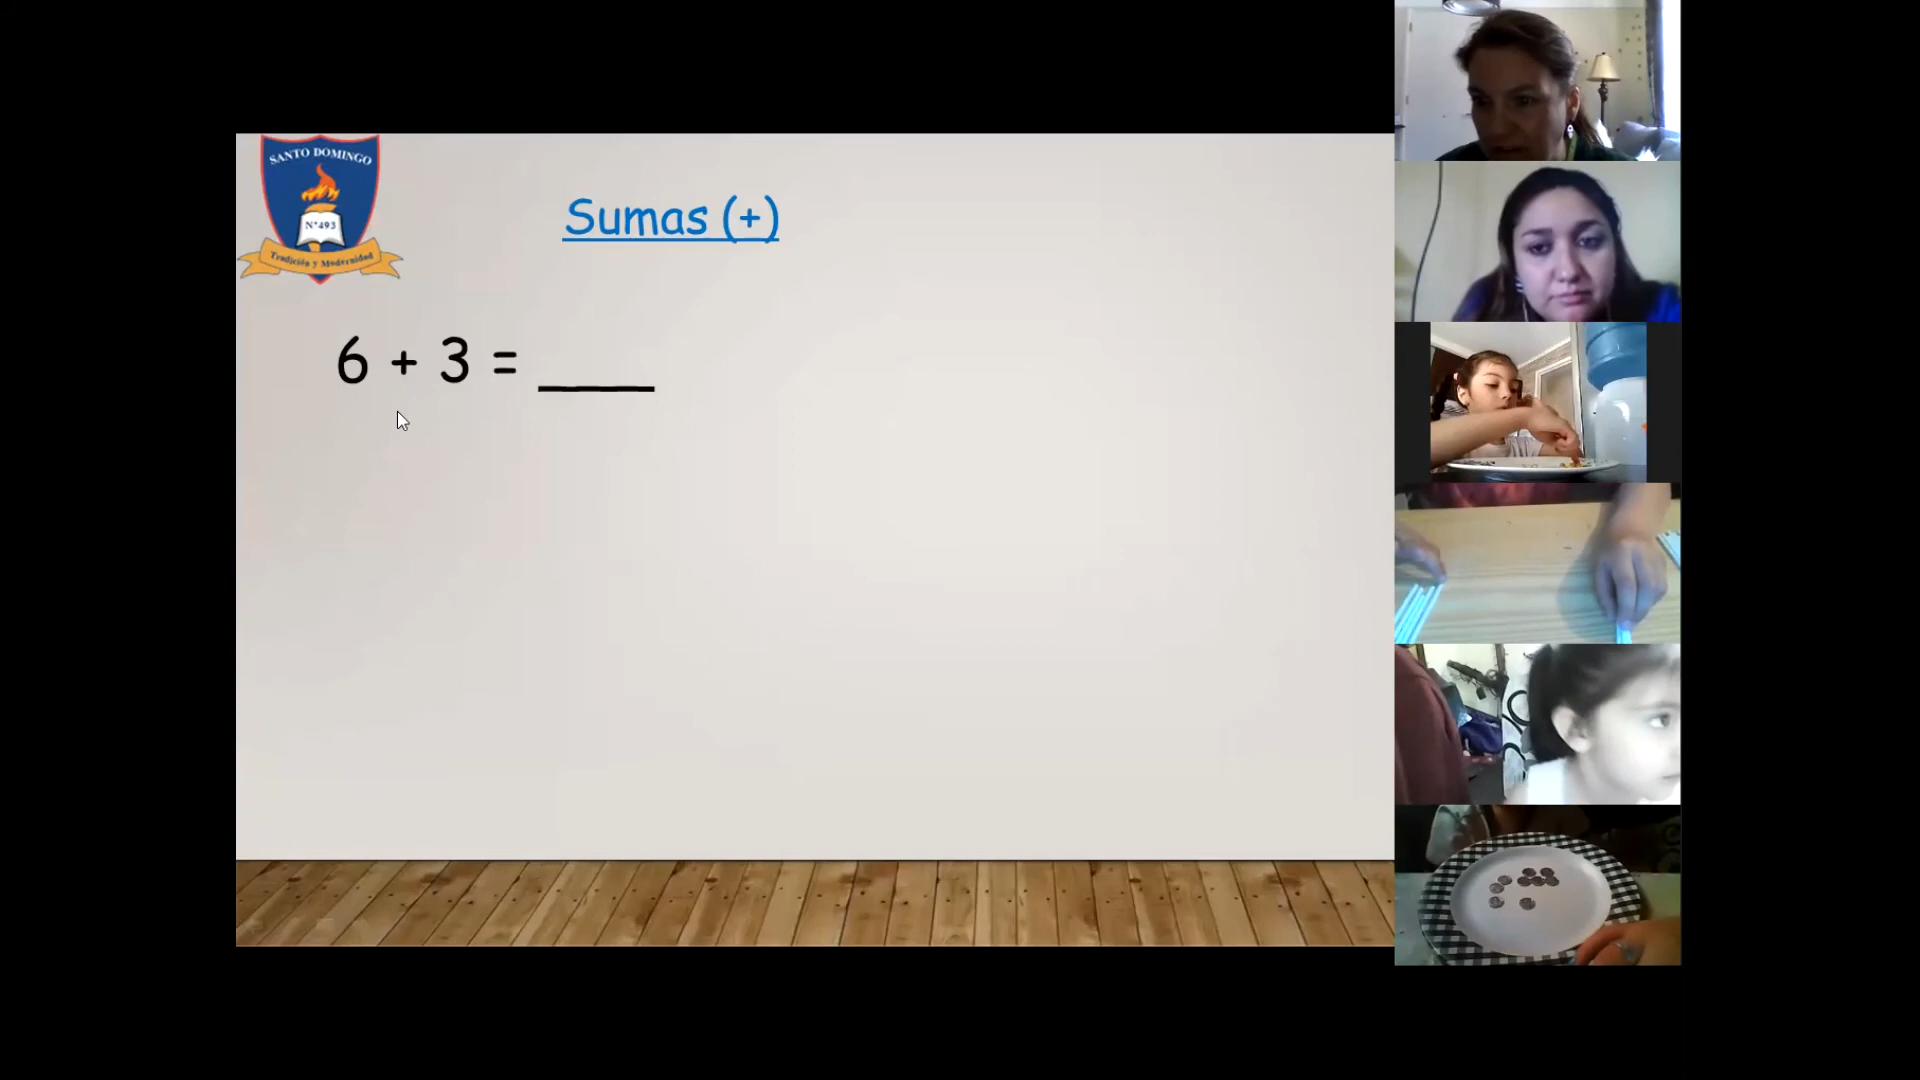 SANTO DOMINGO
N°493
Tradición y Modernidad
Sumas (+)
6 + 3 = ____